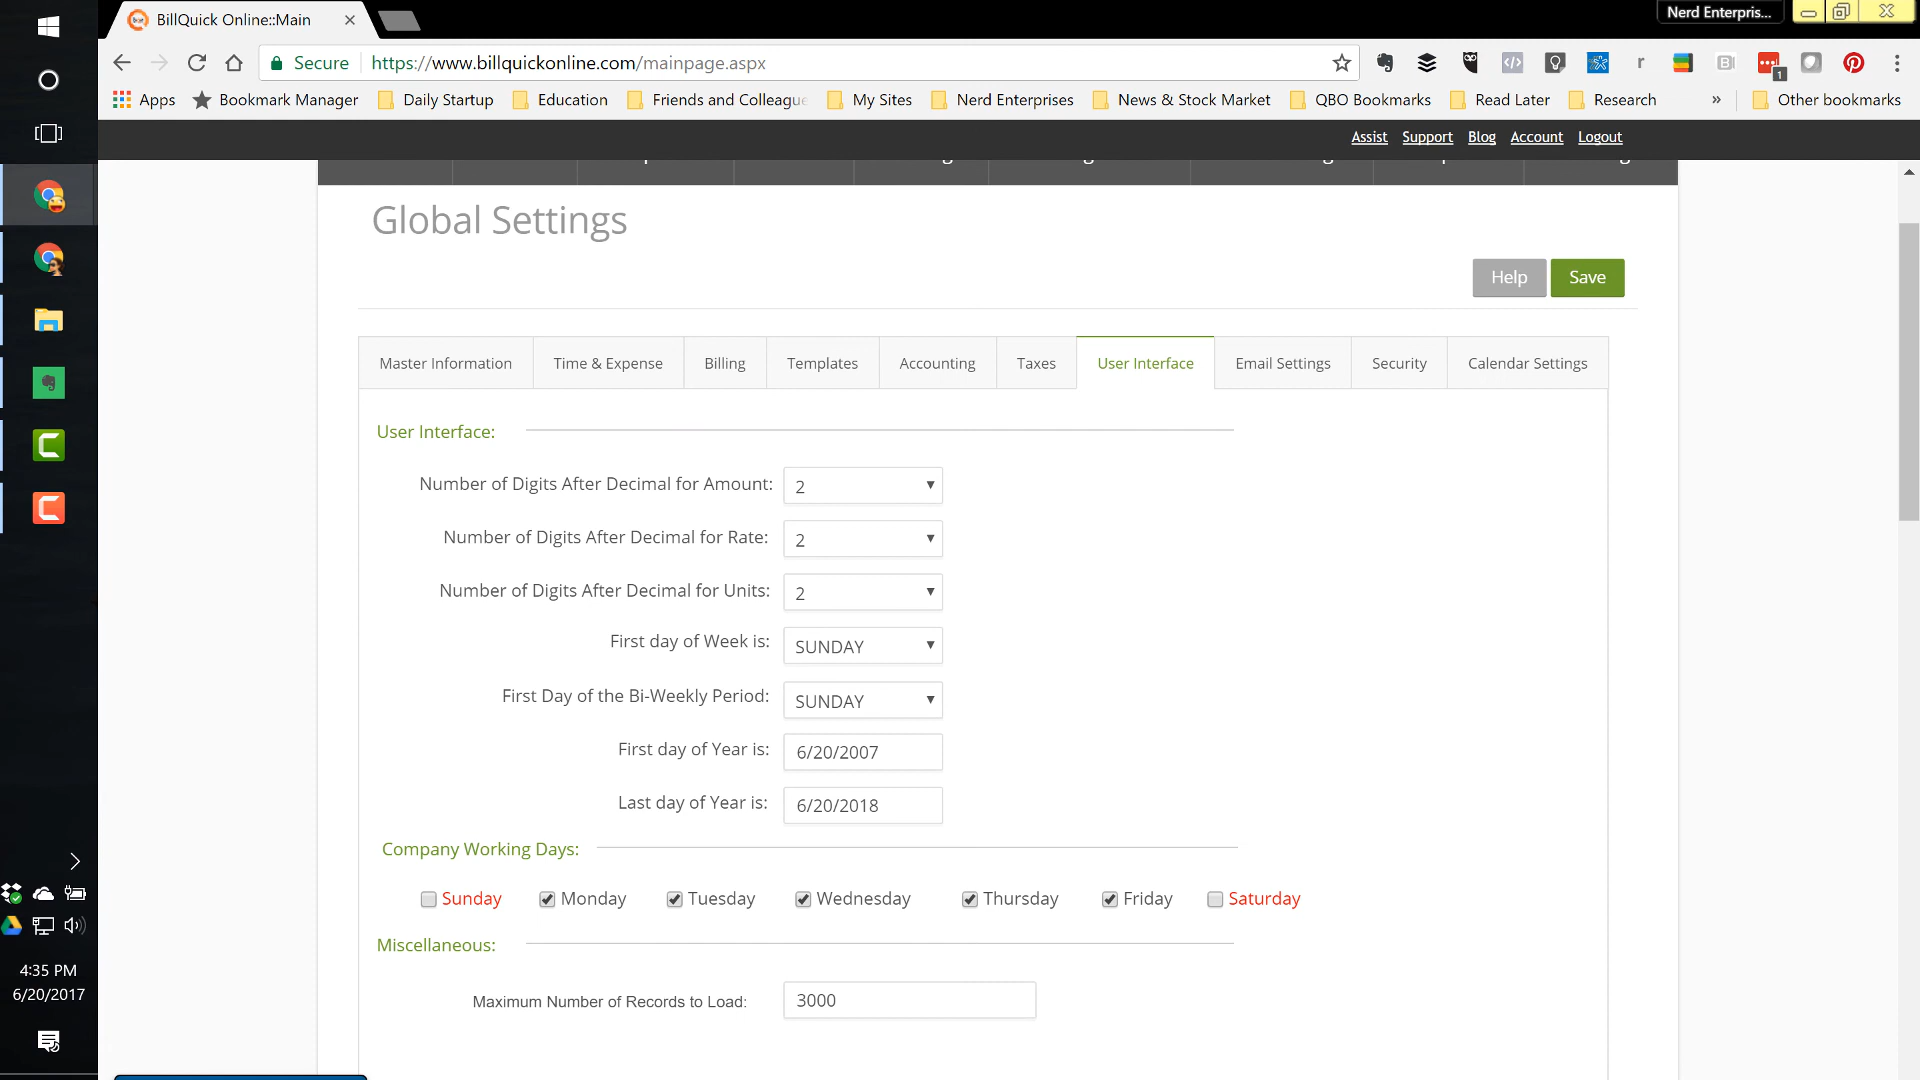 BillQuick Online::Main
Nerd Enterpris...
Secure
https://www.billquickonline.com/mainpage.aspx
1
Apps
Bookmark Manager
Daily Startup
Education
Friends and Colleague
My Sites
Nerd Enterprises
News & Stock Market
QBO Bookmarks
Read Later
Research
»
Other bookmarks
Assist
Support
Blog
Account
Logout
Global Settings
Help
Save
Master Information
Time & Expense
Billing
Templates
Accounting
Taxes
User Interface
Email Settings
Security
Calendar Settings
User Interface:
Number of Digits After Decimal for Amount: 2
Number of Digits After Decimal for Rate: 2
Number of Digits After Decimal for Units: 2
First day of Week is: SUNDAY
First Day of the Bi-Weekly Period: SUNDAY
First day of Year is: 6/20/2007
Last day of Year is: 6/20/2018
Company Working Days:
Sunday Monday Tuesday Wednesday Thursday Friday Saturday
Miscellaneous:
Maximum Number of Records to Load: 3000
4:35 PM
6/20/2017